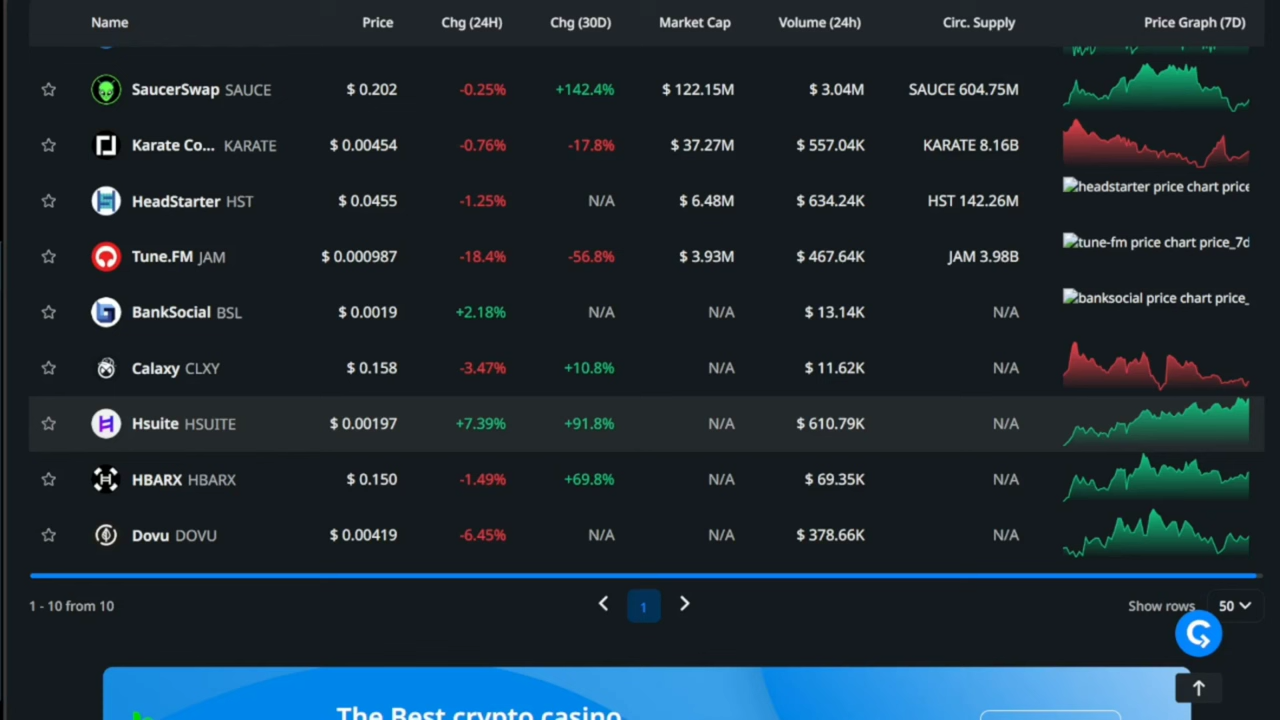 Name Price Chg (24H) Chg (30D) Market Cap Volume (24h) Circ. Supply Price Graph (7D)
SaucerSwap SAUCE $ 0.202 -0.25% +142.4% $ 122.15M $ 3.04M SAUCE 604.75M
Karate Co... KARATE $ 0.00454 -0.76% -17.8% $ 37.27M $ 557.04K KARATE 8.16B
HeadStarter HST $ 0.0455 -1.25% N/A $ 6.48M $ 634.24K HST 142.26M headstarter price chart price
Tune.FM JAM $ 0.000987 -18.4% -56.8% $ 3.93M $ 467.64K JAM 3.98B tune-fm price chart price_7d
BankSocial BSL $ 0.0019 +2.18% N/A N/A $ 13.14K N/A banksocial price chart price_
Calaxy CLXY $ 0.158 -3.47% +10.8% N/A $ 11.62K N/A
Hsuite HSUITE $ 0.00197 +7.39% +91.8% N/A $ 610.79K N/A
HBARX HBARX $ 0.150 -1.49% +69.8% N/A $ 69.35K N/A
Dovu DOVU $ 0.00419 -6.45% N/A N/A $ 378.66K N/A
1 - 10 from 10 1 Show rows 50
The Best crypto casino